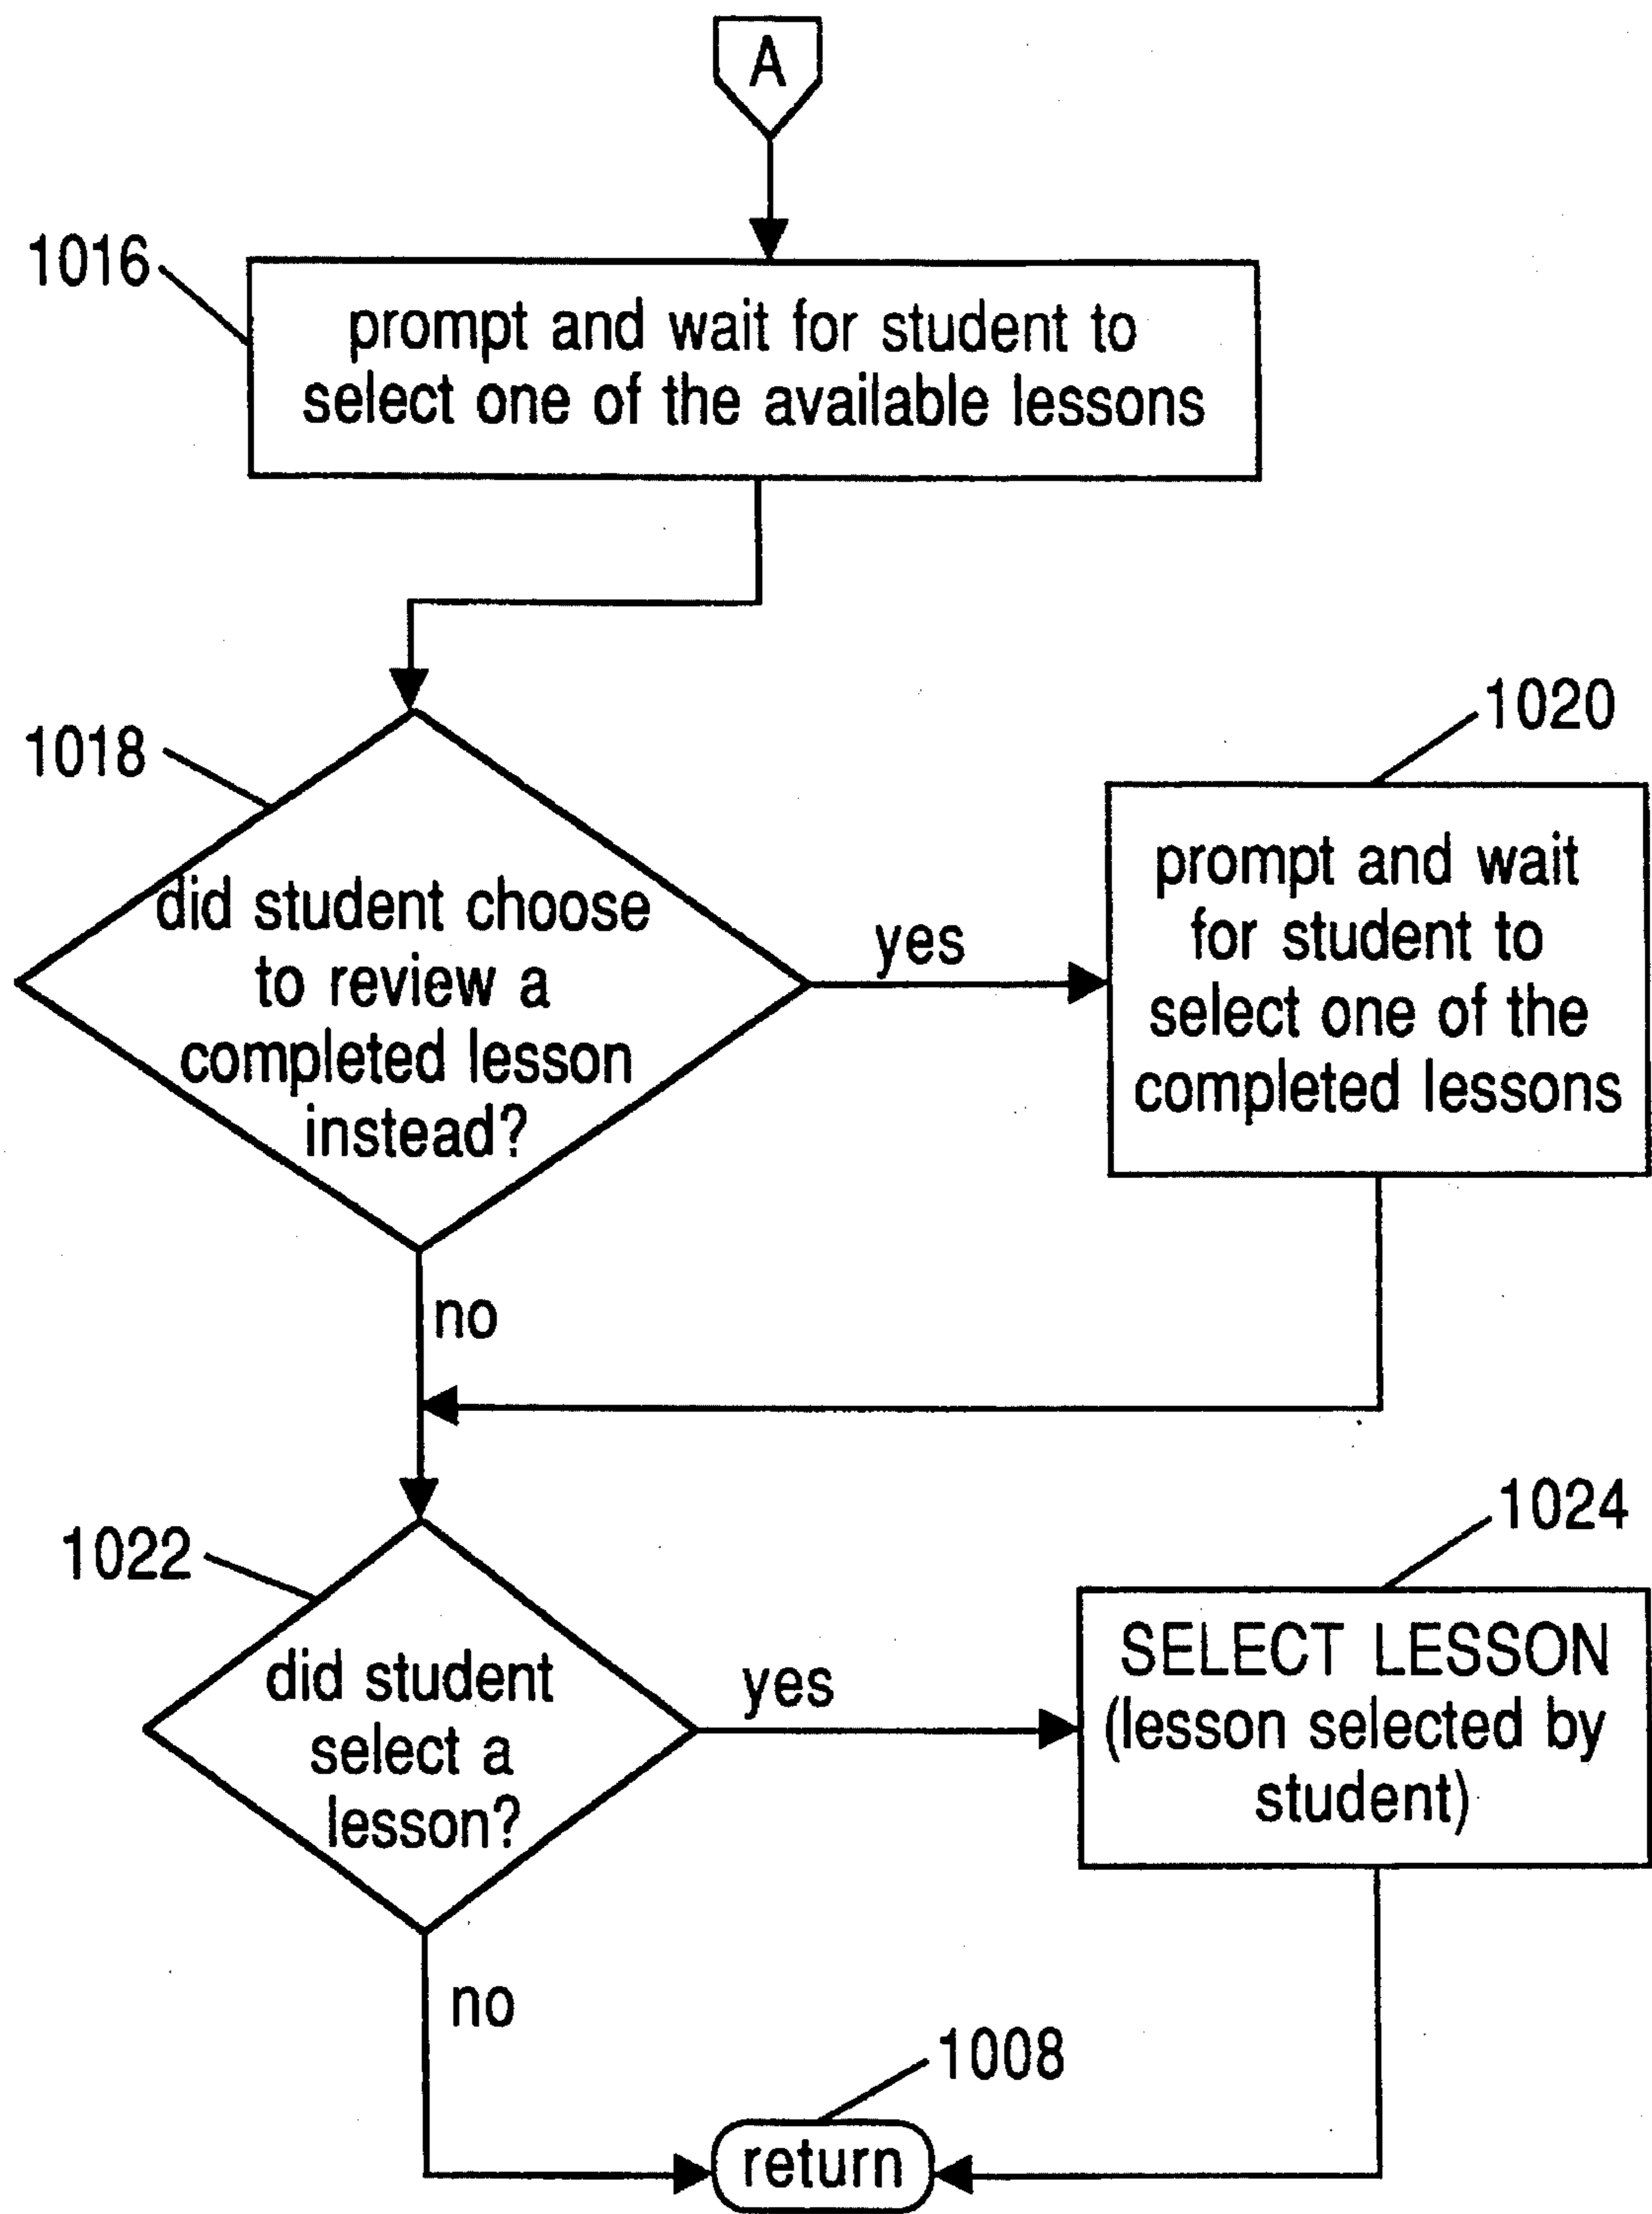 A
1016
prompt and wait for student to
select one of the available lessons
1018
did student choose
to review a
completed lesson
instead?
yes
1020
prompt and wait
for student to
select one of the
completed lessons
no
1022
did student
select a
lesson?
yes
1024
SELECT LESSON
(lesson selected by
student)
no
1008
return